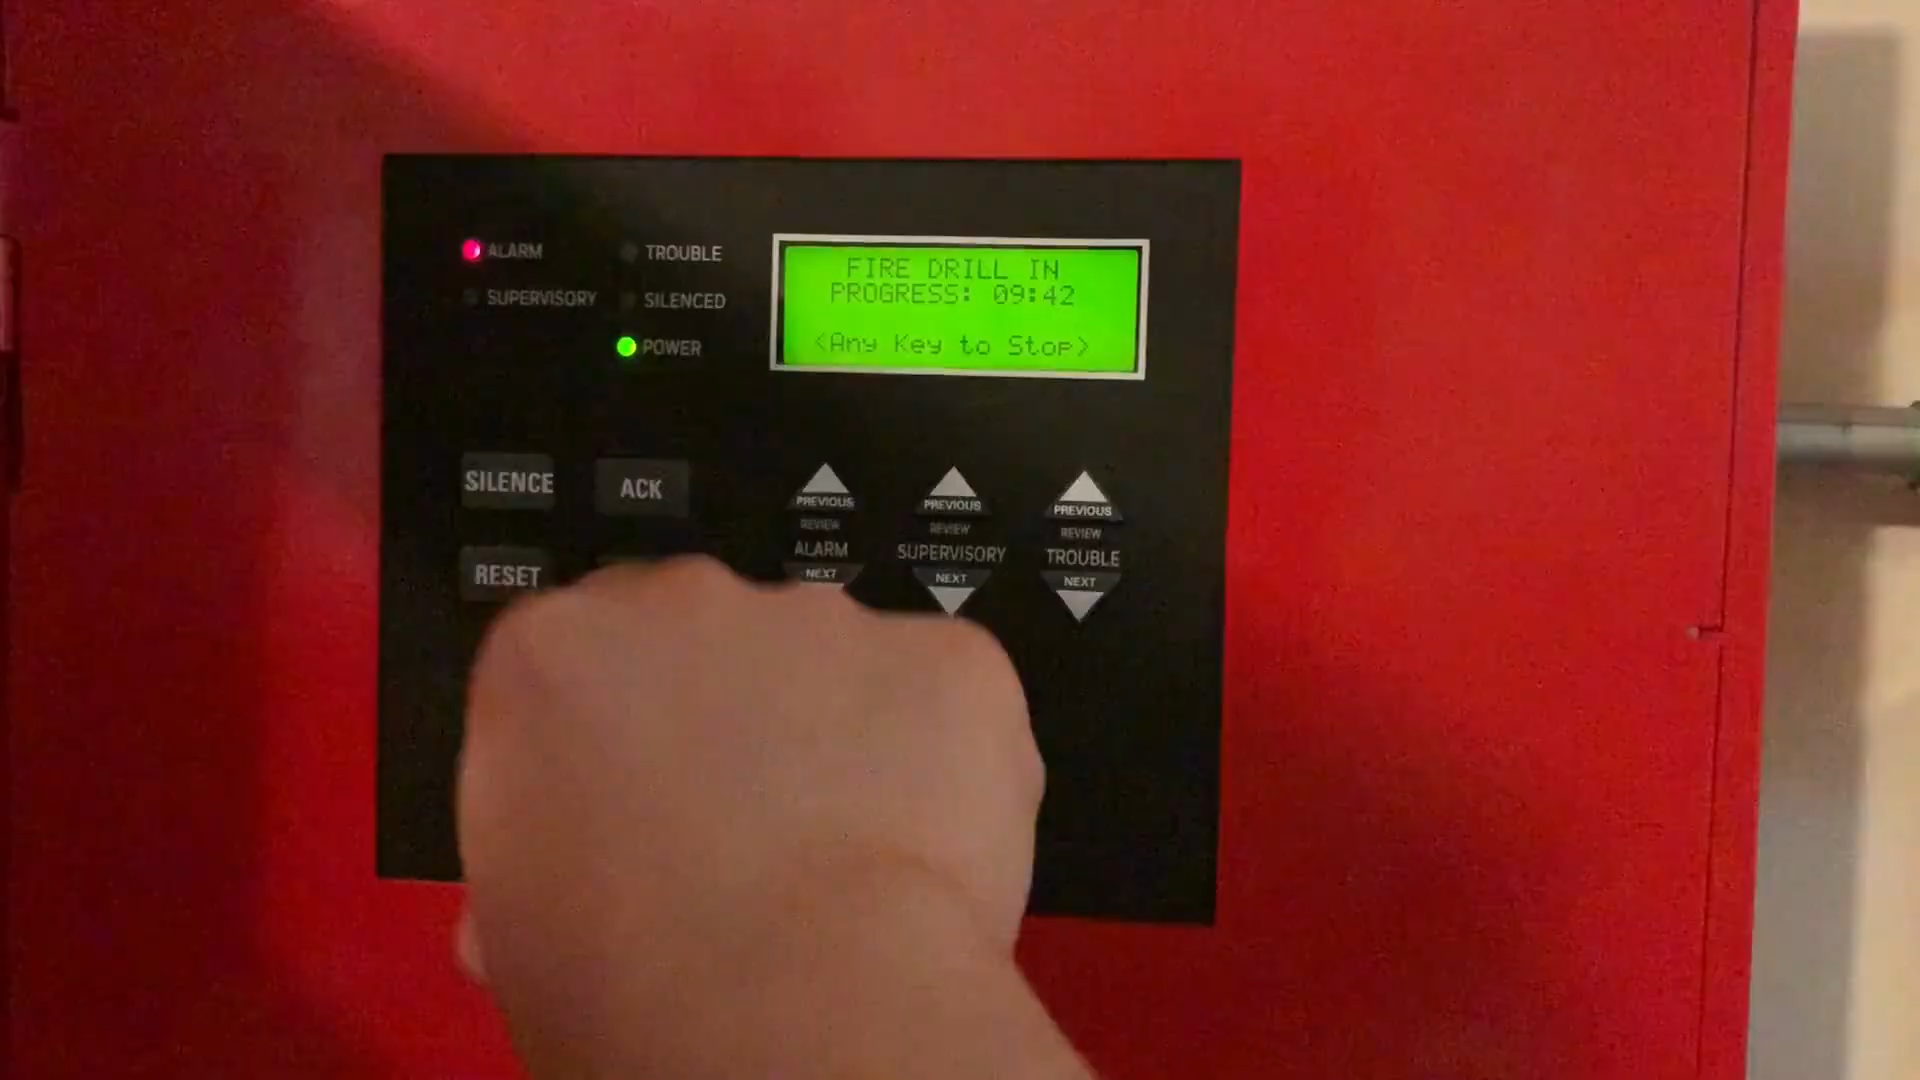 ALARM
TROUBLE
SUPERVISORY
SILENCED
POWER
FIRE DRILL IN
PROGRESS: 09:42
<Any Key to Stop>
SILENCE
ACK
RESET
PREVIOUS
REVIEW
ALARM
NEXT
PREVIOUS
REVIEW
SUPERVISORY
NEXT
PREVIOUS
REVIEW
TROUBLE
NEXT